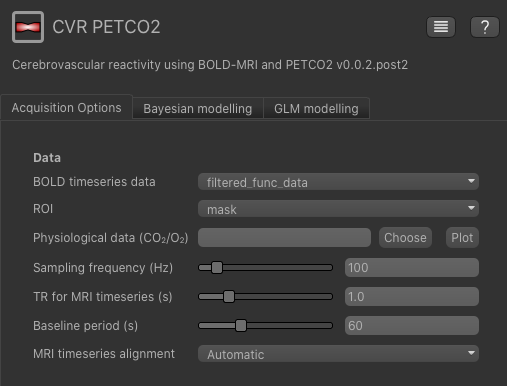 CVR PETCO2
?
Cerebrovascular reactivity using BOLD-MRI and PETCO2 v0.0.2.post2
Acquisition Options Bayesian modelling GLM modelling
Data
BOLD timeseries data filtered_func_data
ROI mask
Physiological data (CO₂/O₂) Choose Plot
Sampling frequency (Hz) 100
TR for MRI timeseries (s) 1.0
Baseline period (s) 60
MRI timeseries alignment Automatic